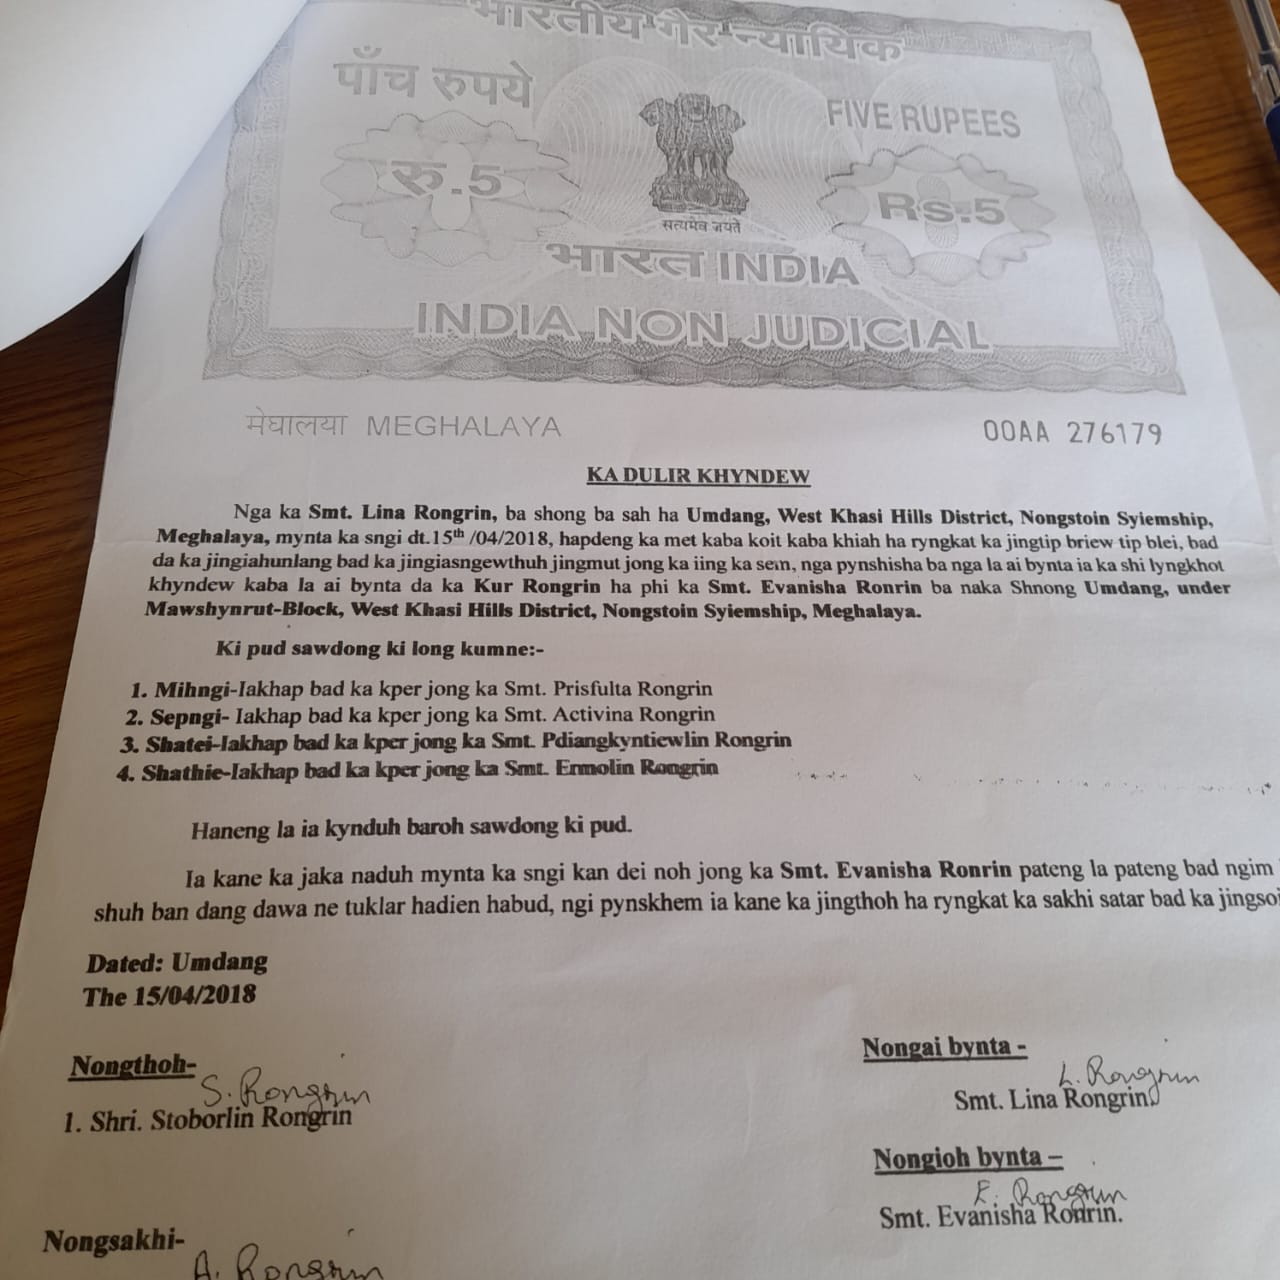 भारतीय गैर न्यायिक
पाँच रुपये
FIVE RUPEES
रु.5
Rs.5
सत्यमेव जयते
भारत INDIA
INDIA NON JUDICIAL
मेघालया MEGHALAYA
00AA 276179
KA DULIR KHYNDEW
Nga ka Smt. Lina Rongrin, ba shong ba sah ha Umdang, West Khasi Hills District, Nongstoin Syiemship,
Meghalaya, mynta ka sngi dt.15th /04/2018, hapdeng ka met kaba koit kaba khiah ha ryngkat ka jingtip briew tip blei, bad
da ka jingiahunlang bad ka jingiasngewthuh jingmut jong ka iing ka sem, nga pynshisha ba nga la ai bynta ia ka shi lyngkhot
khyndew kaba la ai bynta da ka Kur Rongrin ha phi ka Smt. Evanisha Ronrin ba naka Shnong Umdang, under
Mawshynrut-Block, West Khasi Hills District, Nongstoin Syiemship, Meghalaya.
Ki pud sawdong ki long kumne:-
1. Mihngi-Iakhap bad ka kper jong ka Smt. Prisfulta Rongrin
2. Sepngi- Iakhap bad ka kper jong ka Smt. Activina Rongrin
3. Shatei-Iakhap bad ka kper jong ka Smt. Pdiangkyntiewlin Rongrin
4. Shathie-Iakhap bad ka kper jong ka Smt. Ermolin Rongrin
Haneng la ia kynduh baroh sawdong ki pud.
Ia kane ka jaka naduh mynta ka sngi kan dei noh jong ka Smt. Evanisha Ronrin pateng la pateng bad ngim
shuh ban dang dawa ne tuklar hadien habud, ngi pynskhem ia kane ka jingthoh ha ryngkat ka sakhi satar bad ka jingsoi
Dated: Umdang
The 15/04/2018
Nongthoh-
S. Rongrin
1. Shri. Stoborlin Rongrin
Nongai bynta -
L. Rongrin
Smt. Lina Rongrin.
Nongioh bynta –
E. Rongrin
Smt. Evanisha Ronrin.
Nongsakhi-
A. Rongrin